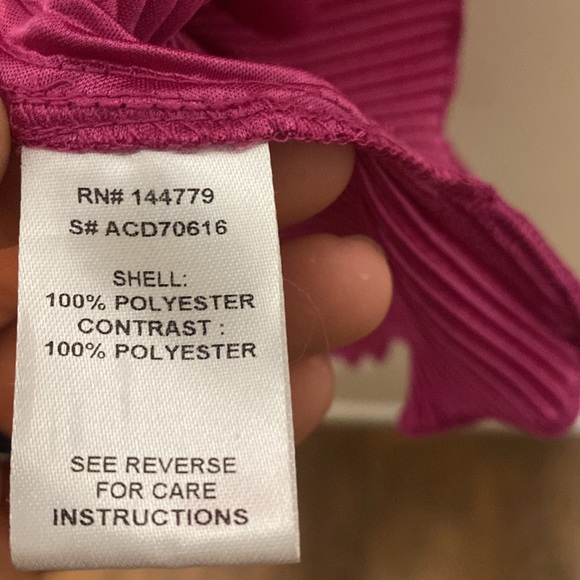 RN# 144779
S# ACD70616
SHELL:
100% POLYESTER
CONTRAST :
100% POLYESTER
SEE REVERSE
FOR CARE
INSTRUCTIONS